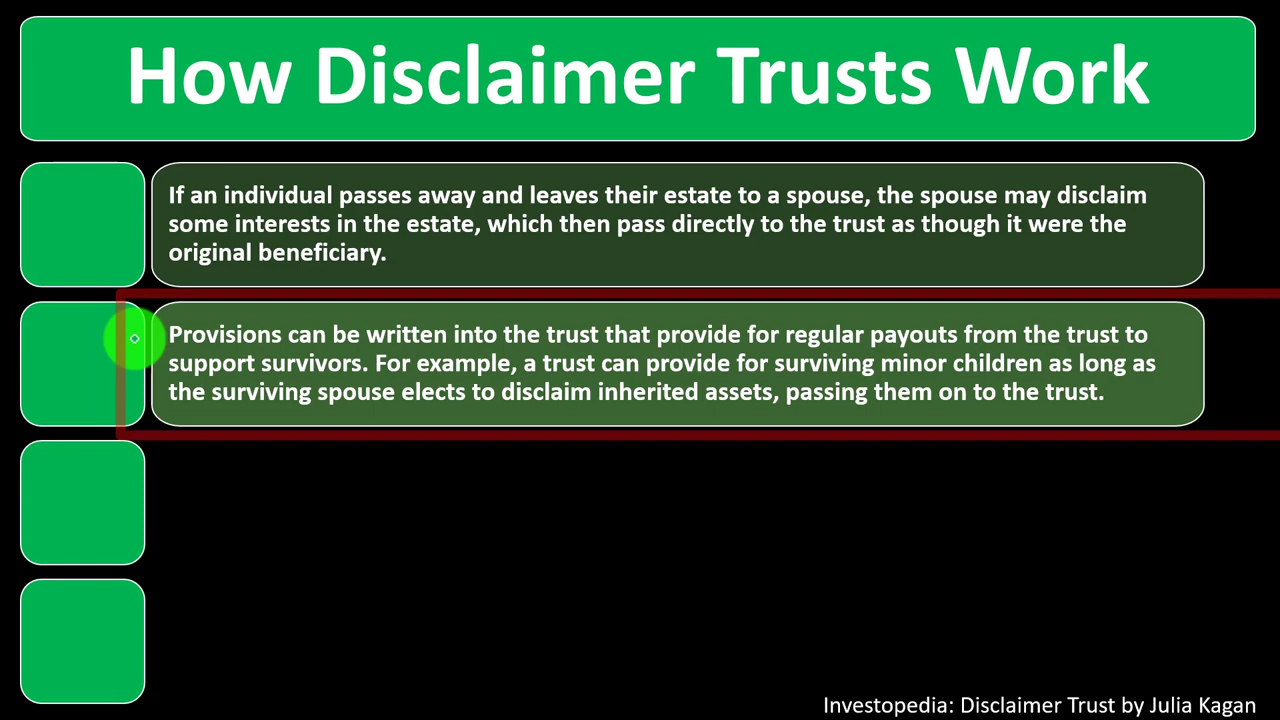 How Disclaimer Trusts Work
If an individual passes away and leaves their estate to a spouse, the spouse may disclaim
some interests in the estate, which then pass directly to the trust as though it were the
original beneficiary.
Provisions can be written into the trust that provide for regular payouts from the trust to
support survivors. For example, a trust can provide for surviving minor children as long as
the surviving spouse elects to disclaim inherited assets, passing them on to the trust.
Investopedia: Disclaimer Trust by Julia Kagan